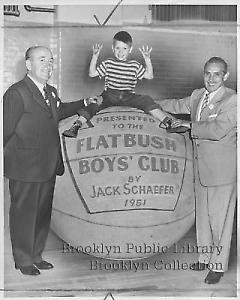 PRESENTED
TO THE
FLATBUSH
BOYS' CLUB
BY
JACK SCHAEFER
1951
Brooklyn Public Library
Brooklyn Collection